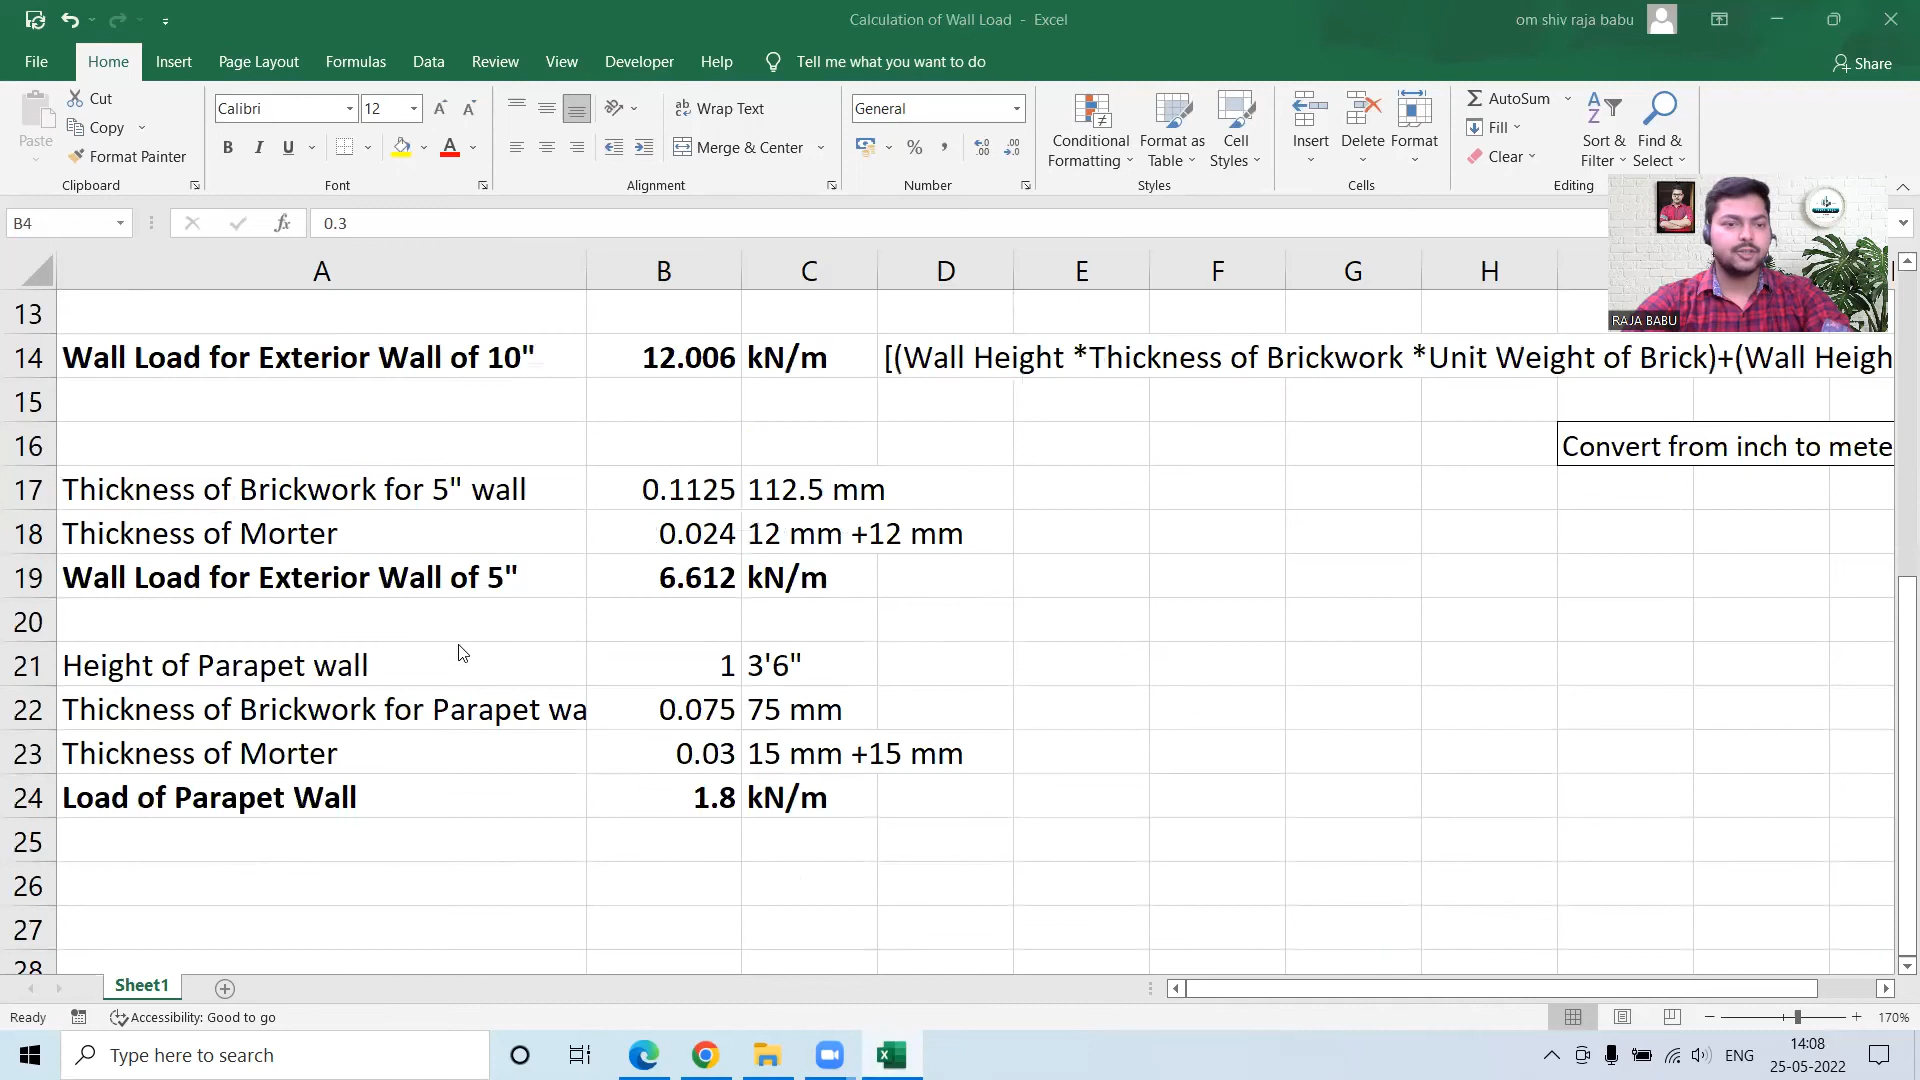 Calculation of Wall Load - Excel
om shiv raja babu
File Home Insert Page Layout Formulas Data Review View Developer Help Tell me what you want to do Share
Paste
Cut
Copy
Format Painter
Clipboard
Calibri 12
B I U A
Font
Wrap Text
Merge & Center
Alignment
General
%
Number
Conditional Formatting
Format as Table
Cell Styles
Styles
Insert Delete Format
Cells
AutoSum
Fill
Clear
Sort & Filter
Find & Select
Editing
B4 fx 0.3
RAJA BABU
A B C D E F G H
13
14 Wall Load for Exterior Wall of 10" 12.006 kN/m [(Wall Height *Thickness of Brickwork *Unit Weight of Brick)+(Wall Heigh
15
16 Convert from inch to mete
17 Thickness of Brickwork for 5" wall 0.1125 112.5 mm
18 Thickness of Morter 0.024 12 mm +12 mm
19 Wall Load for Exterior Wall of 5" 6.612 kN/m
20
21 Height of Parapet wall 1 3'6"
22 Thickness of Brickwork for Parapet wa 0.075 75 mm
23 Thickness of Morter 0.03 15 mm +15 mm
24 Load of Parapet Wall 1.8 kN/m
25
26
27
28
Sheet1
Ready Accessibility: Good to go 170%
Type here to search
ENG
14:08
25-05-2022